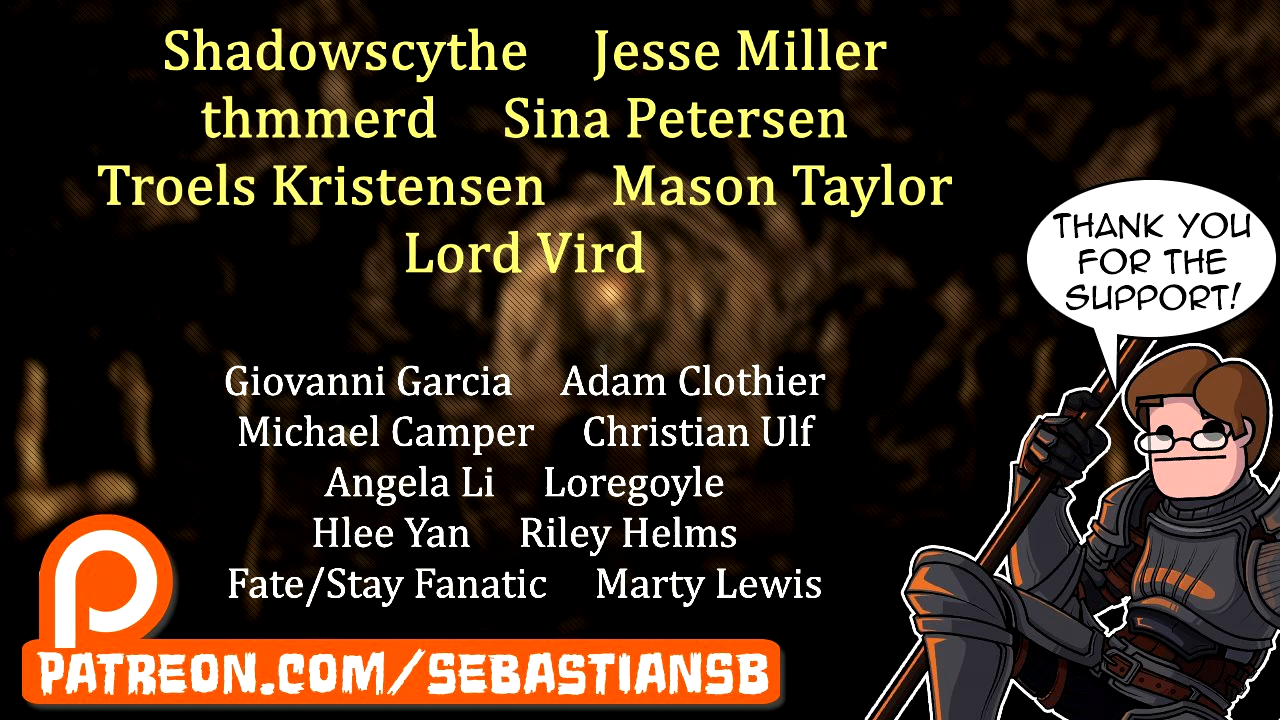 Shadowscythe Jesse Miller
thmmerd Sina Petersen
Troels Kristensen Mason Taylor
Lord Vird
THANK YOU
FOR THE
SUPPORT!
Giovanni Garcia Adam Clothier
Michael Camper Christian Ulf
Angela Li Loregoyle
Hlee Yan Riley Helms
Fate/Stay Fanatic Marty Lewis
PATREON.COM/SEBASTIANSB